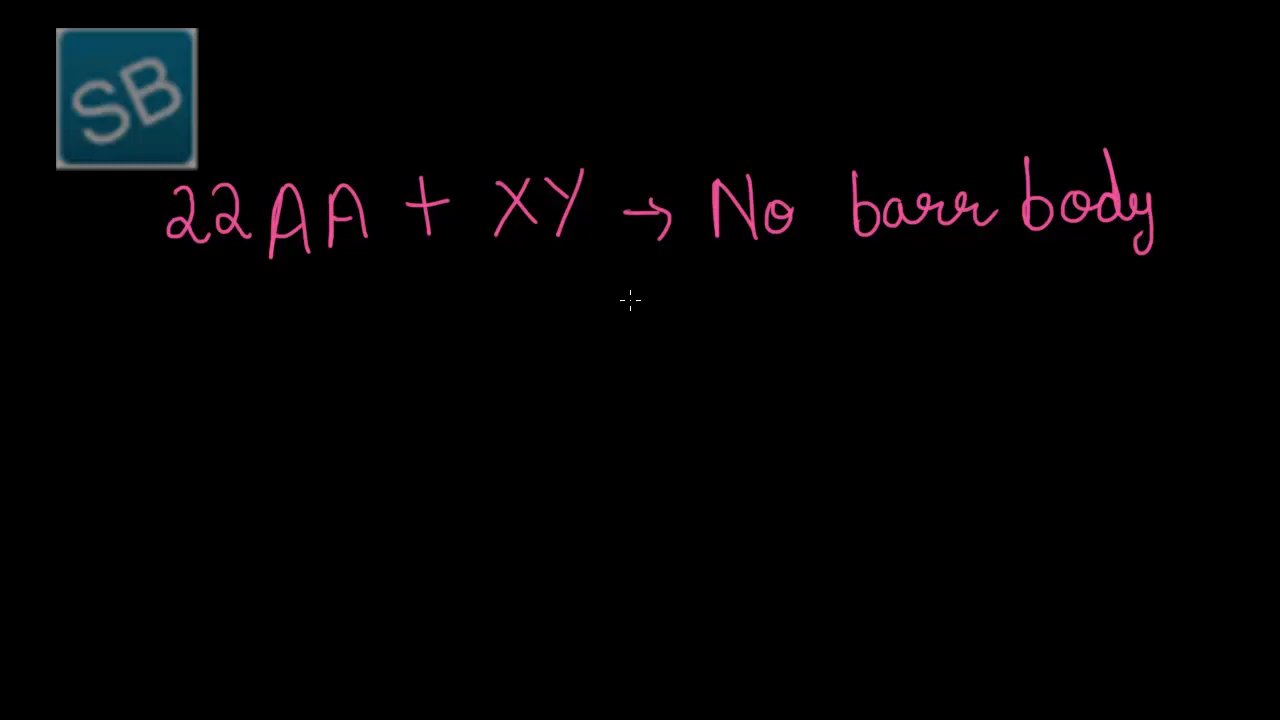 SB
22AA + XY → No barr body